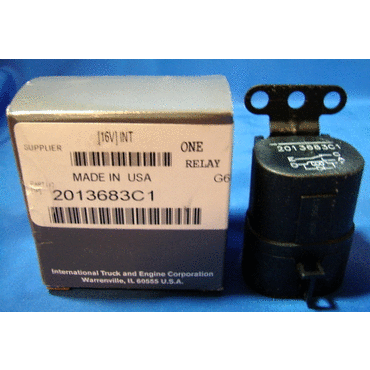 [16V] INT
SUPPLIER
ONE
RELAY
MADE IN USA
G6
2013683C1
International Truck and Engine Corporation
Warrenville, IL 60555 U.S.A.
2013683C1